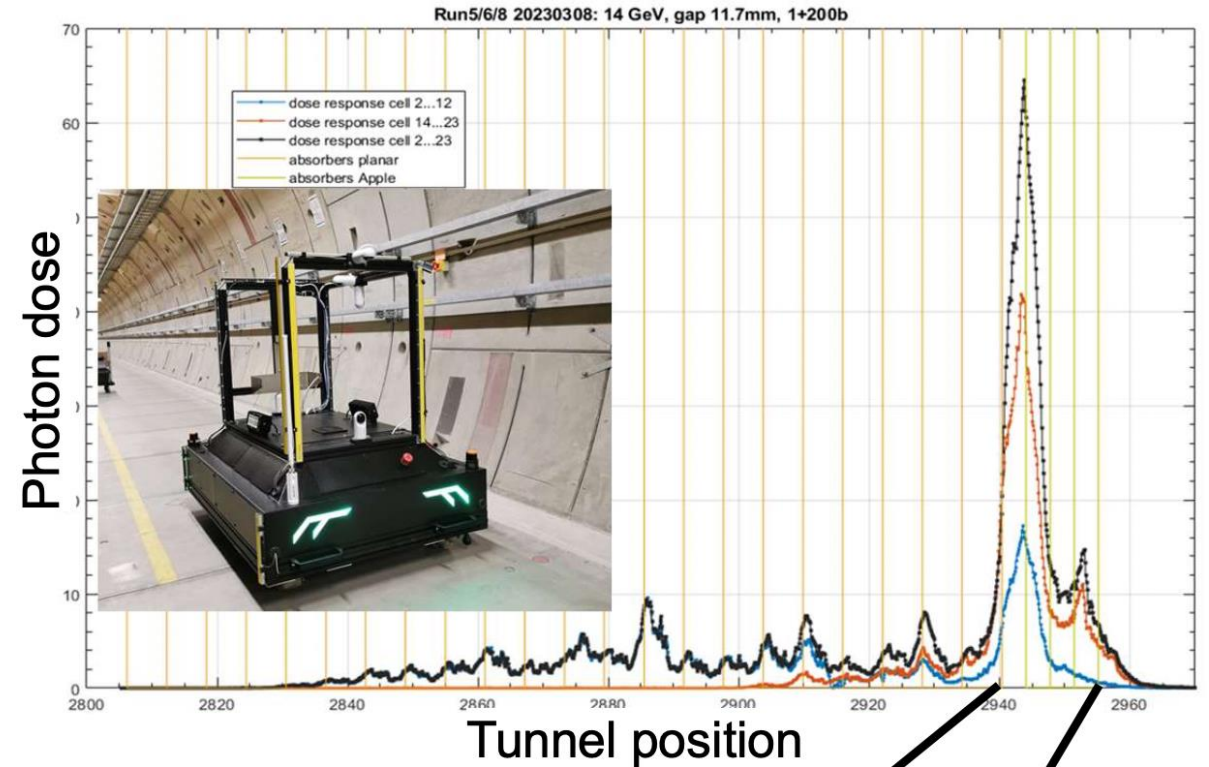 Run5/6/8 20230308: 14 GeV, gap 11.7mm, 1+200b
70
60
10
0
dose response cell 2...12
dose response cell 14...23
dose response cell 2...23
absorbers planar
absorbers Apple
Photon dose
2800 2820 2840 2860 2880 2900 2920 2940 2960
Tunnel position